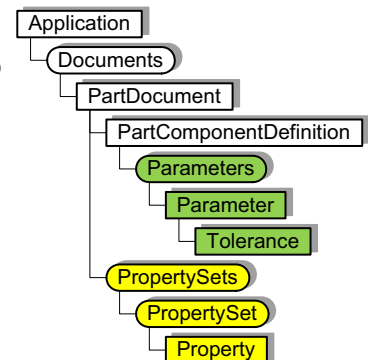 Application
Documents
PartDocument
PartComponentDefinition
Parameters
Parameter
Tolerance
PropertySets
PropertySet
Property